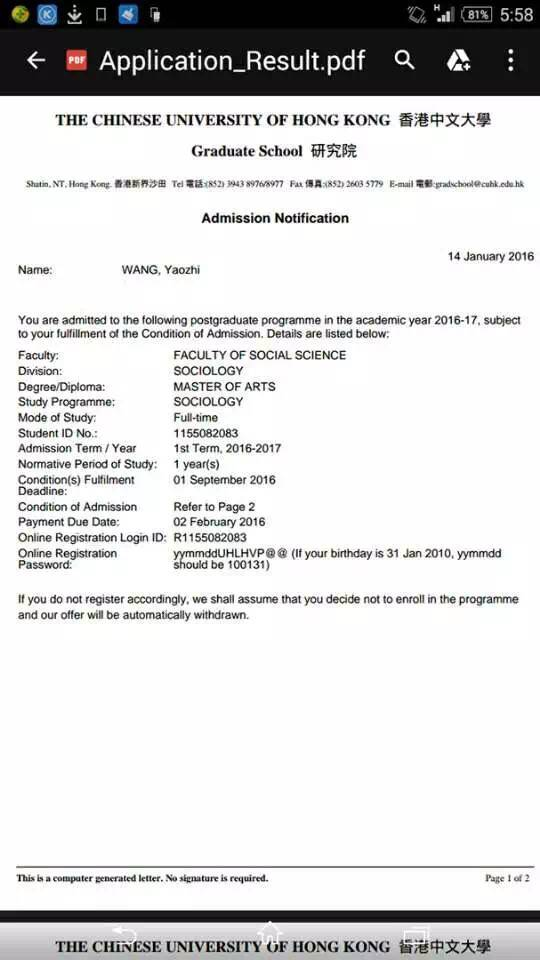 81% 5:58
PDF Application_Result.pdf
THE CHINESE UNIVERSITY OF HONG KONG 香港中文大學
Graduate School 研究院
Shatin, NT, Hong Kong. 香港新界沙田 Tel 電話:(852) 3943 8976/8977 Fax 傳真:(852) 2603 5779 E-mail 電郵:gradschool@cuhk.edu.hk
Admission Notification
14 January 2016
Name: WANG, Yaozhi
You are admitted to the following postgraduate programme in the academic year 2016-17, subject
to your fulfillment of the Condition of Admission. Details are listed below:
Faculty: FACULTY OF SOCIAL SCIENCE
Division: SOCIOLOGY
Degree/Diploma: MASTER OF ARTS
Study Programme: SOCIOLOGY
Mode of Study: Full-time
Student ID No.: 1155082083
Admission Term / Year 1st Term, 2016-2017
Normative Period of Study: 1 year(s)
Condition(s) Fulfilment 01 September 2016
Deadline:
Condition of Admission Refer to Page 2
Payment Due Date: 02 February 2016
Online Registration Login ID: R1155082083
Online Registration yymmddUHLHVP@@ (If your birthday is 31 Jan 2010, yymmdd
Password: should be 100131)
If you do not register accordingly, we shall assume that you decide not to enroll in the programme
and our offer will be automatically withdrawn.
This is a computer generated letter. No signature is required. Page 1 of 2
THE CHINESE UNIVERSITY OF HONG KONG 香港中文大學